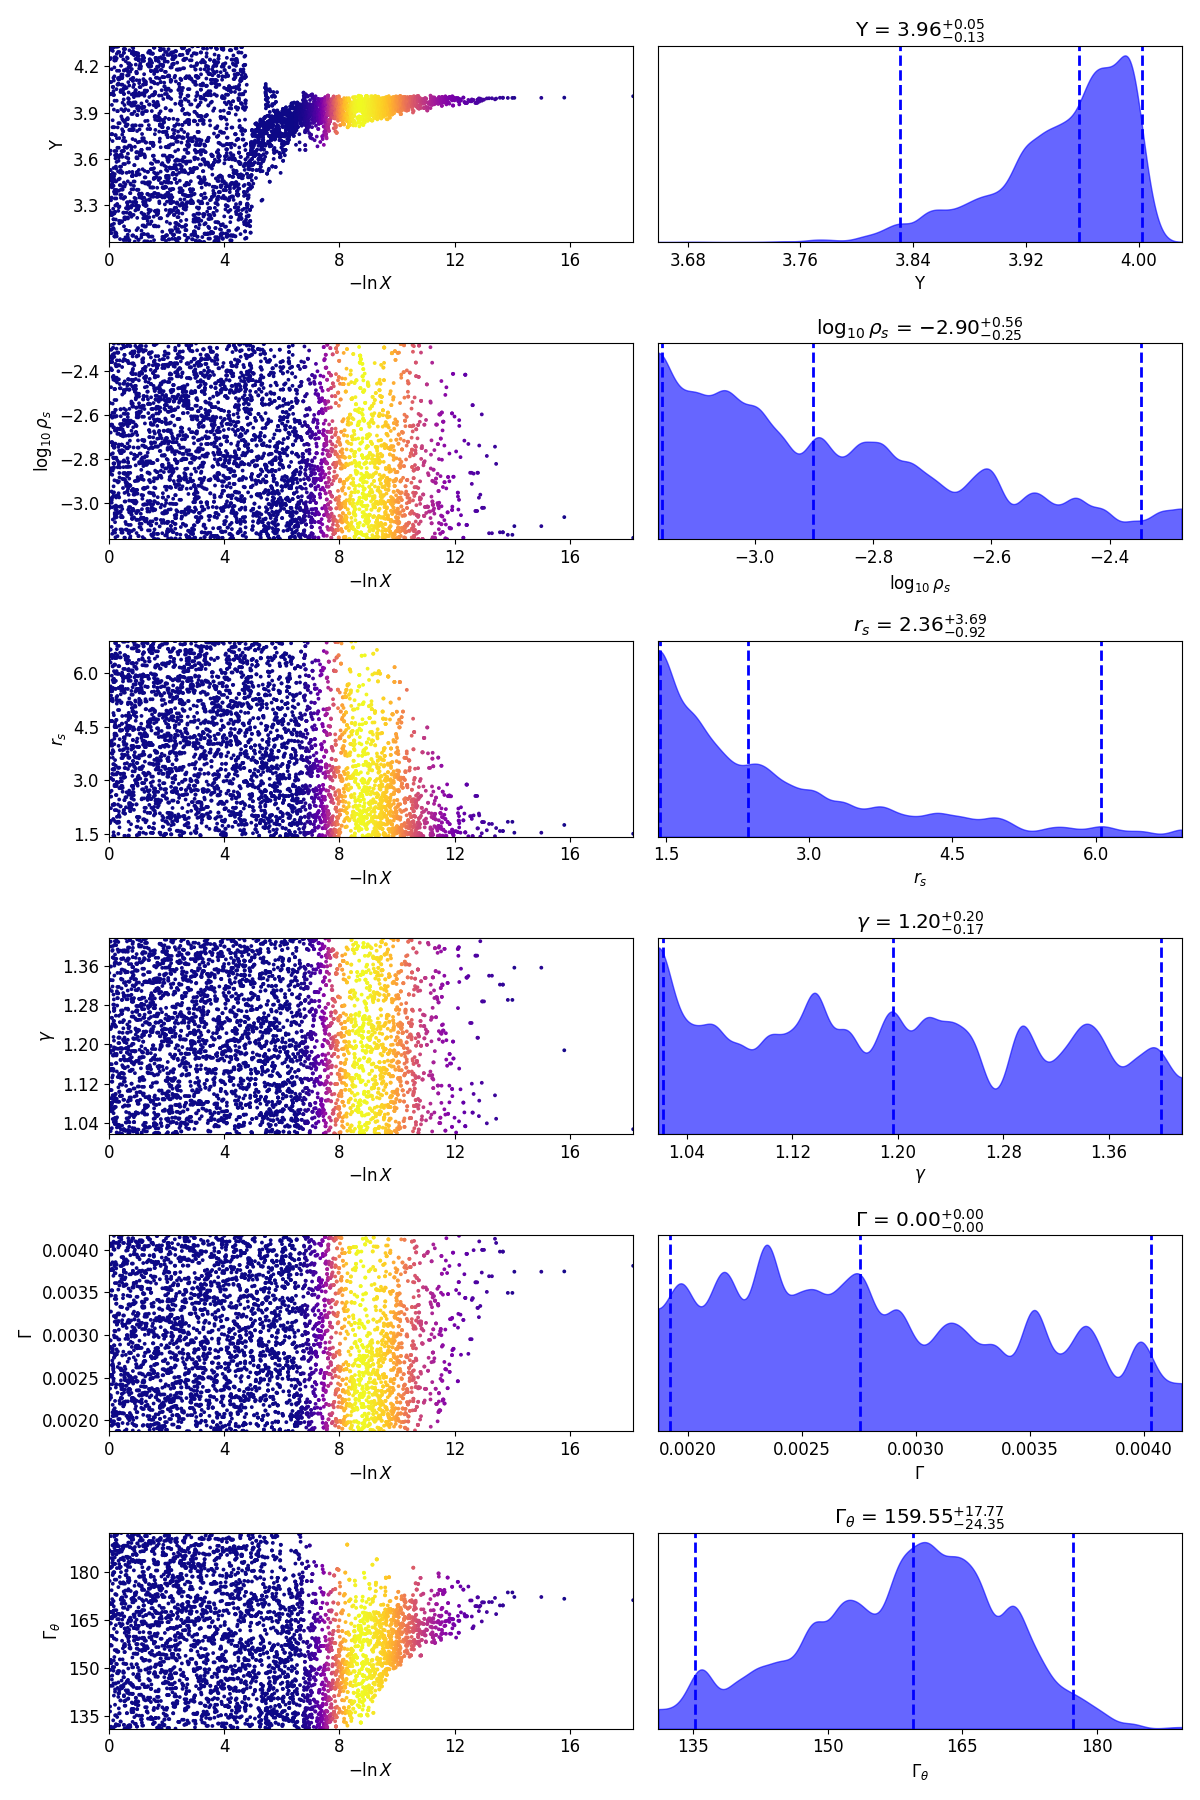 Y = 3.96^{+0.05}_{−0.13}
4.2
3.9
3.6
3.3
Y
0 4 8 12 16
−ln X
3.68 3.76 3.84 3.92 4.00
Y
log₁₀ ρₛ = −2.90^{+0.56}_{−0.25}
−2.4
−2.6
−2.8
−3.0
log₁₀ ρₛ
0 4 8 12 16
−ln X
−3.0 −2.8 −2.6 −2.4
log₁₀ ρₛ
rₛ = 2.36^{+3.69}_{−0.92}
6.0
4.5
3.0
1.5
rₛ
0 4 8 12 16
−ln X
1.5 3.0 4.5 6.0
rₛ
γ = 1.20^{+0.20}_{−0.17}
1.36
1.28
1.20
1.12
1.04
γ
0 4 8 12 16
−ln X
1.04 1.12 1.20 1.28 1.36
γ
Γ = 0.00^{+0.00}_{−0.00}
0.0040
0.0035
0.0030
0.0025
0.0020
Γ
0 4 8 12 16
−ln X
0.0020 0.0025 0.0030 0.0035 0.0040
Γ
Γ_θ = 159.55^{+17.77}_{−24.35}
180
165
150
135
Γ_θ
0 4 8 12 16
−ln X
135 150 165 180
Γ_θ